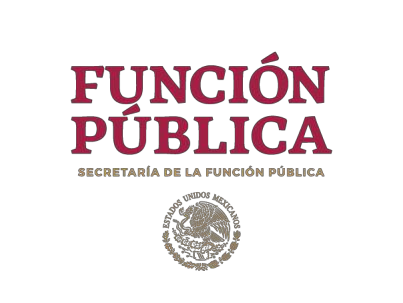 FUNCIÓN
PÚBLICA
SECRETARÍA DE LA FUNCIÓN PÚBLICA
ESTADOS UNIDOS MEXICANOS